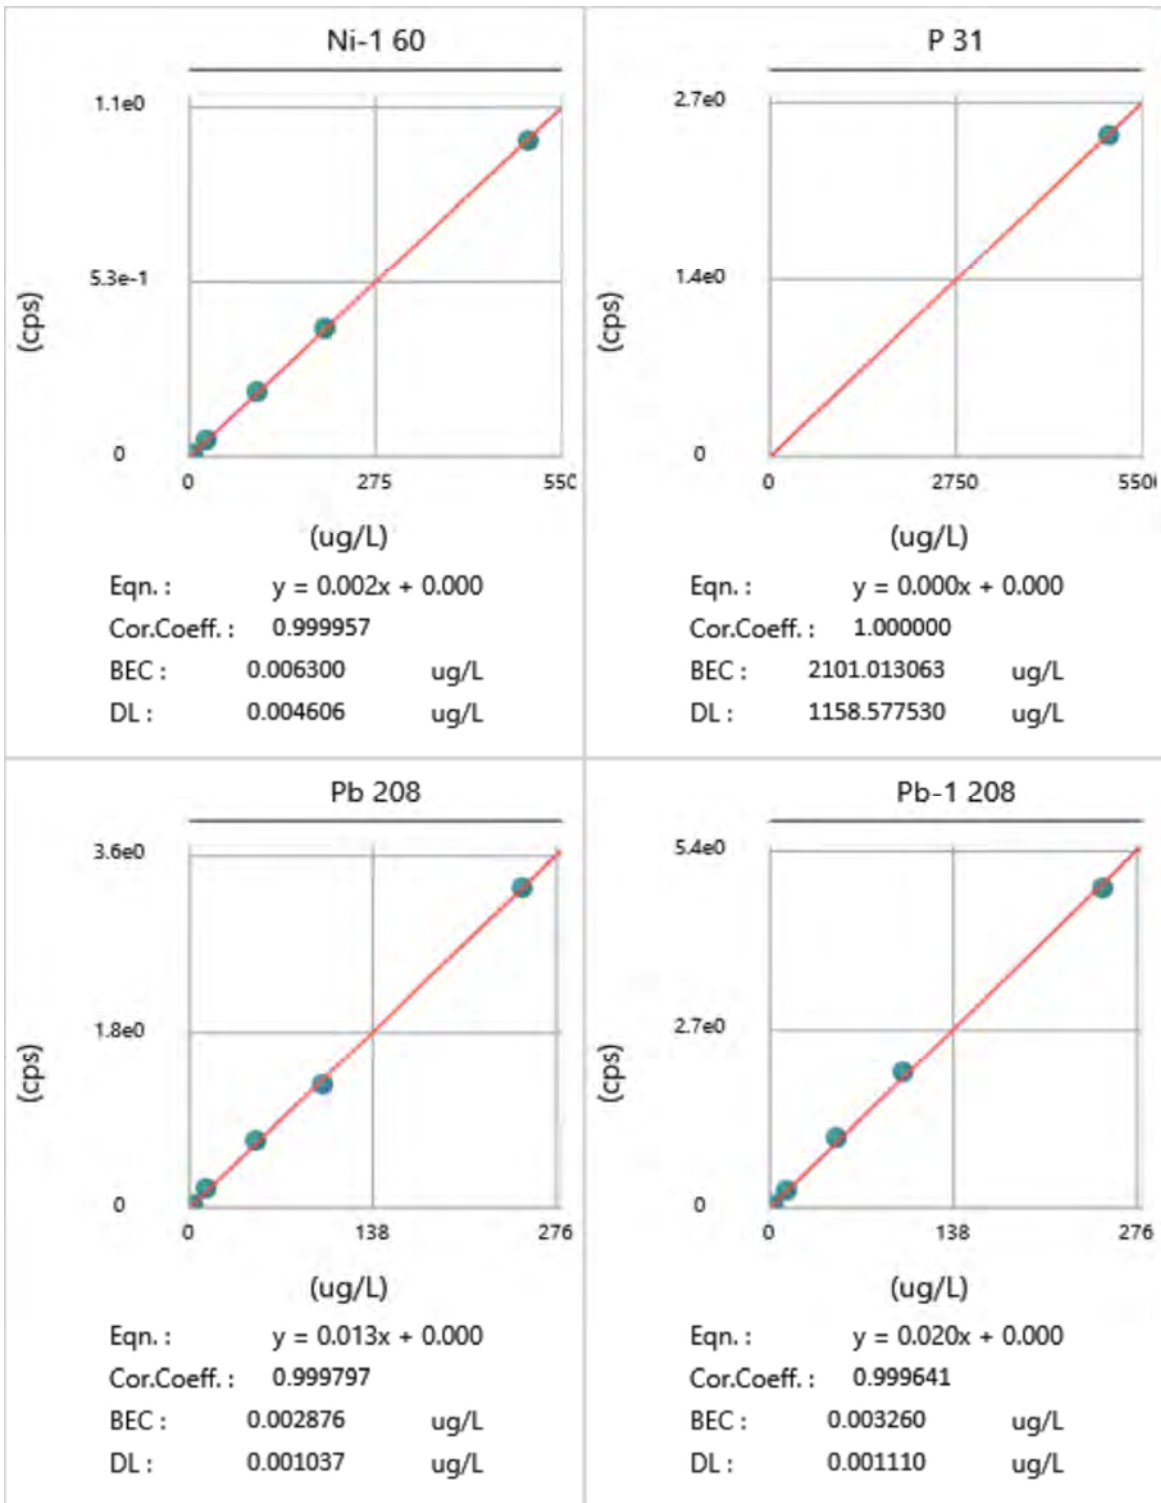 Ni-1 60
1.1e0
5.3e-1
0
(cps)
0 275 550
(ug/L)
Eqn. : y = 0.002x + 0.000
Cor.Coeff. : 0.999957
BEC : 0.006300 ug/L
DL : 0.004606 ug/L
P 31
2.7e0
1.4e0
0
(cps)
0 2750
(ug/L)
Eqn. : y = 0.000x + 0.000
Cor.Coeff. : 1.000000
BEC : 2101.013063 ug/L
DL : 1158.577530 ug/L
Pb 208
3.6e0
1.8e0
0
(cps)
0 138 276
(ug/L)
Eqn. : y = 0.013x + 0.000
Cor.Coeff. : 0.999797
BEC : 0.002876 ug/L
DL : 0.001037 ug/L
Pb-1 208
5.4e0
2.7e0
0
(cps)
0 138 276
(ug/L)
Eqn. : y = 0.020x + 0.000
Cor.Coeff. : 0.999641
BEC : 0.003260 ug/L
DL : 0.001110 ug/L